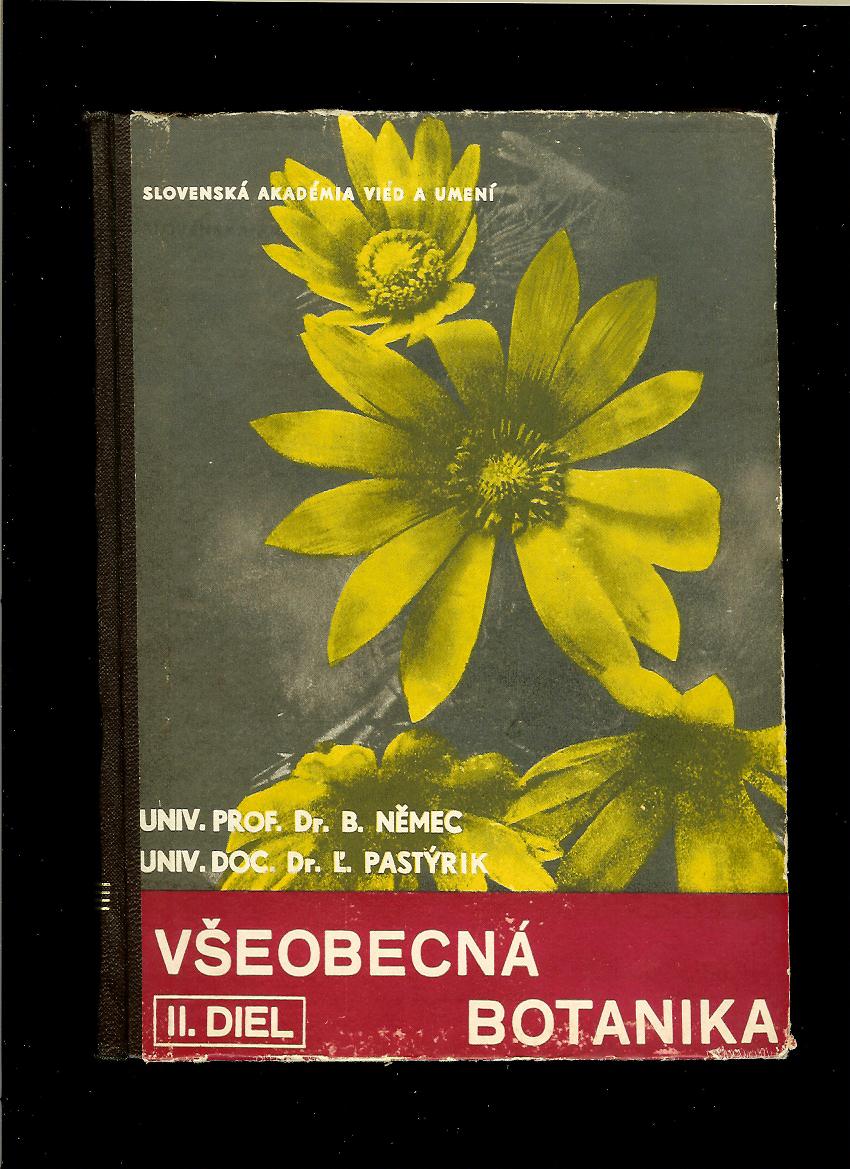 SLOVENSKÁ AKADÉMIA VIED A UMENÍ
UNIV. PROF. Dr. B. NĚMEC
UNIV. DOC. Dr. Ľ. PASTÝRIK
VŠEOBECNÁ
II. DIEL
BOTANIKA